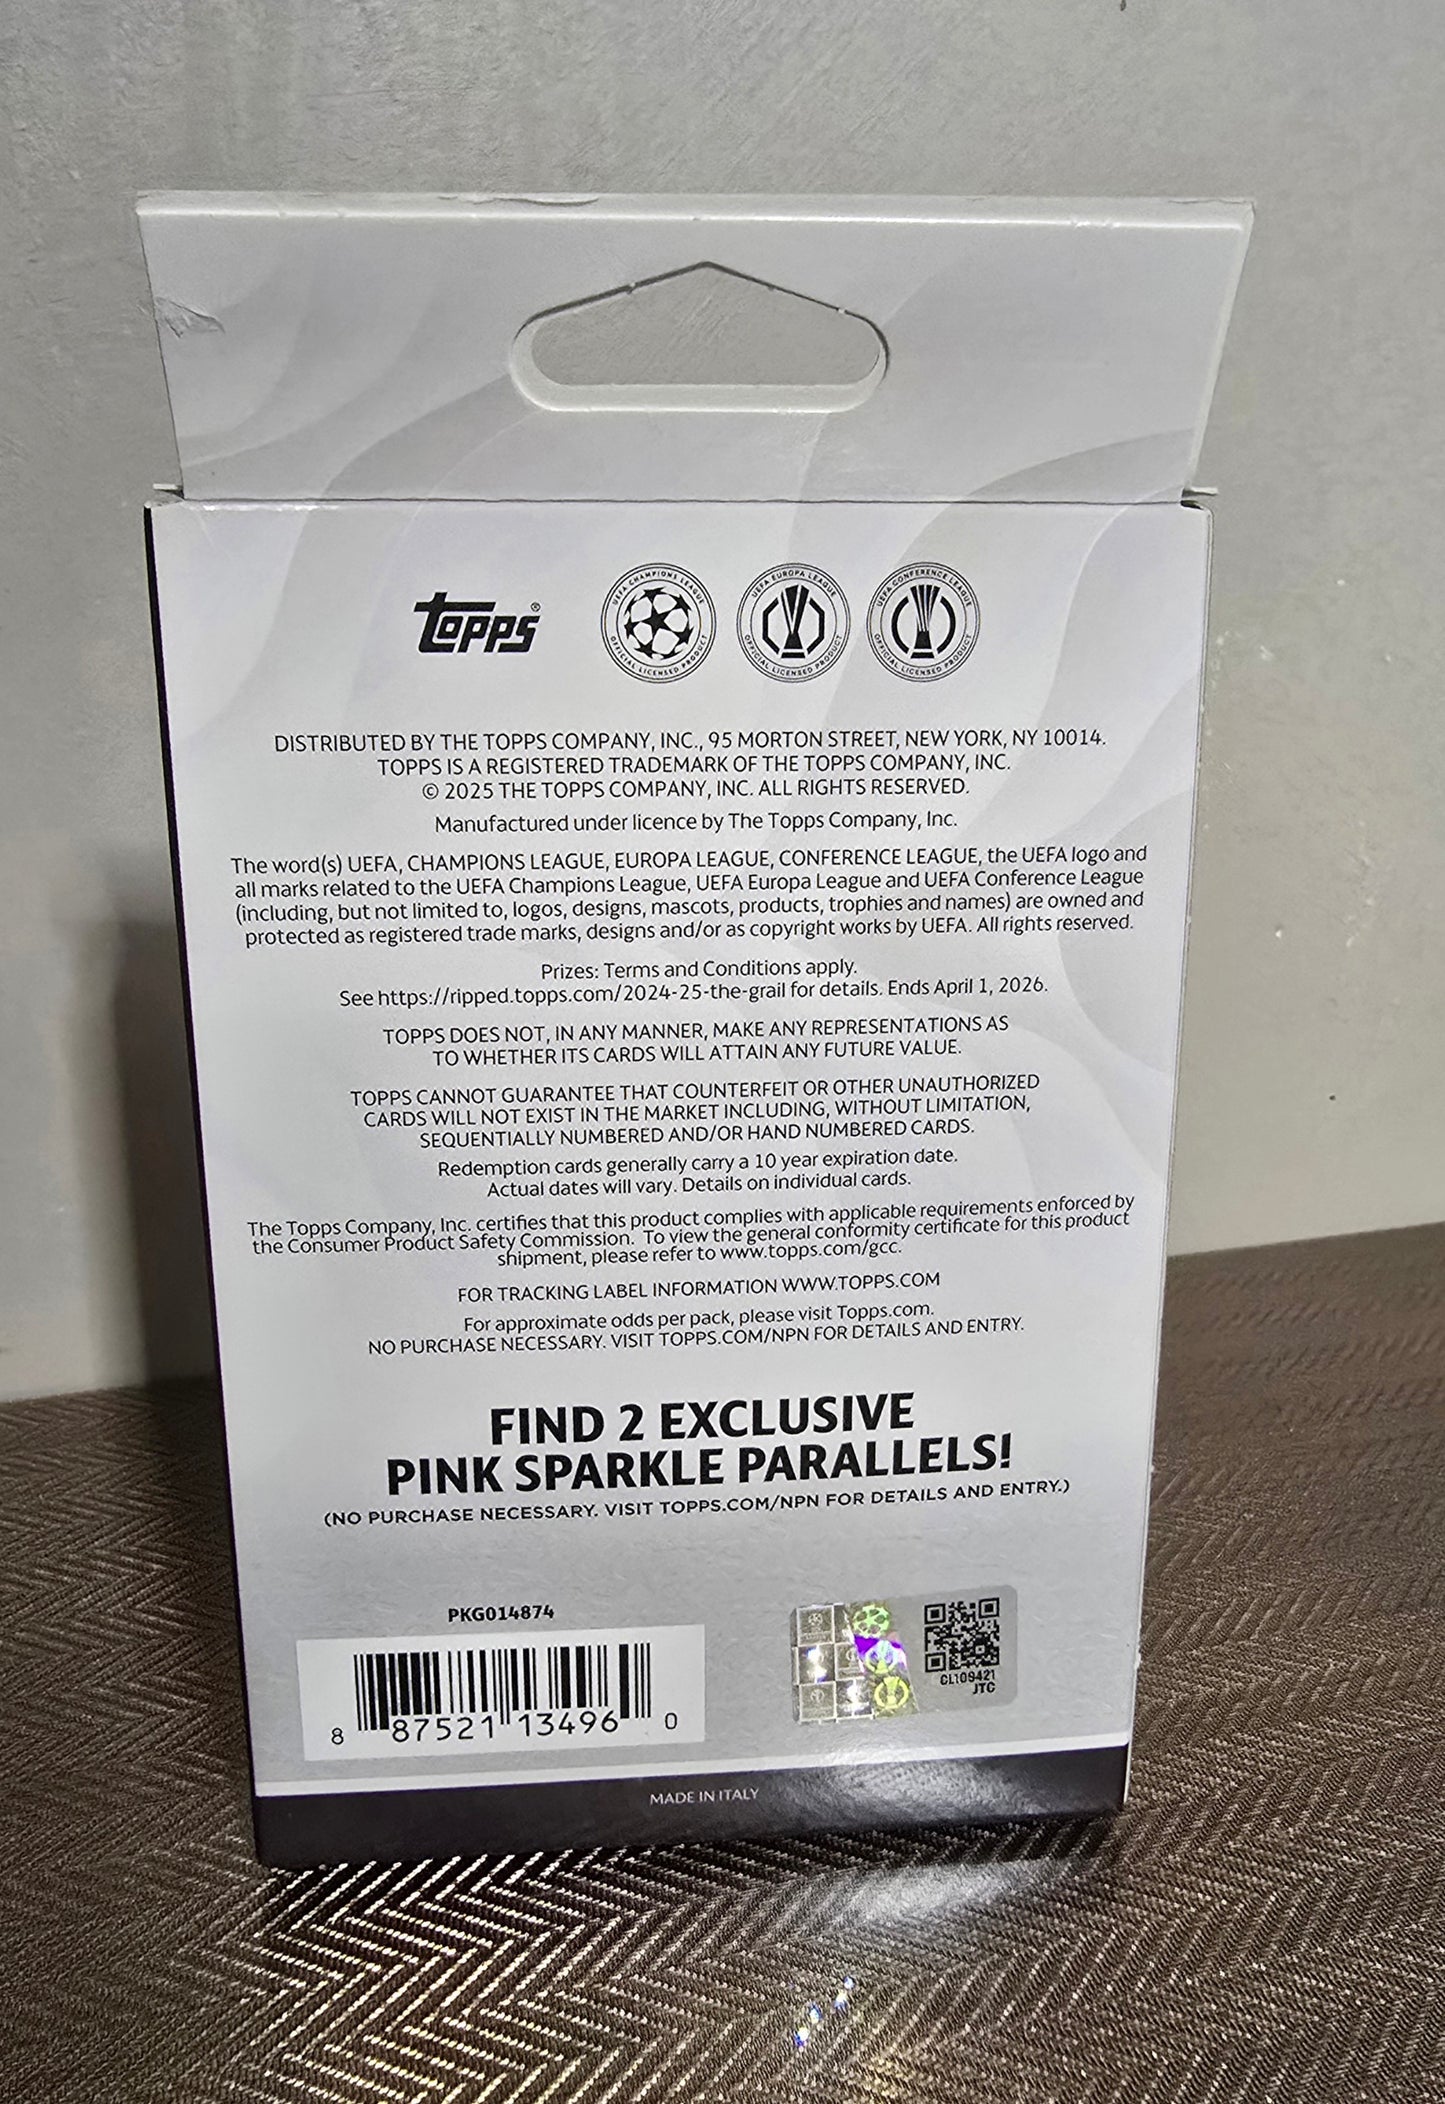 Topps®
UEFA CHAMPIONS LEAGUE OFFICIAL LICENSED PRODUCT
UEFA EUROPA LEAGUE OFFICIAL LICENSED PRODUCT
UEFA CONFERENCE LEAGUE OFFICIAL LICENSED PRODUCT
DISTRIBUTED BY THE TOPPS COMPANY, INC., 95 MORTON STREET, NEW YORK, NY 10014.
TOPPS IS A REGISTERED TRADEMARK OF THE TOPPS COMPANY, INC.
© 2025 THE TOPPS COMPANY, INC. ALL RIGHTS RESERVED.
Manufactured under licence by The Topps Company, Inc.
The word(s) UEFA, CHAMPIONS LEAGUE, EUROPA LEAGUE, CONFERENCE LEAGUE, the UEFA logo and
all marks related to the UEFA Champions League, UEFA Europa League and UEFA Conference League
(including, but not limited to, logos, designs, mascots, products, trophies and names) are owned and
protected as registered trade marks, designs and/or as copyright works by UEFA. All rights reserved.
Prizes: Terms and Conditions apply.
See https://ripped.topps.com/2024-25-the-grail for details. Ends April 1, 2026.
TOPPS DOES NOT, IN ANY MANNER, MAKE ANY REPRESENTATIONS AS
TO WHETHER ITS CARDS WILL ATTAIN ANY FUTURE VALUE.
TOPPS CANNOT GUARANTEE THAT COUNTERFEIT OR OTHER UNAUTHORIZED
CARDS WILL NOT EXIST IN THE MARKET INCLUDING, WITHOUT LIMITATION,
SEQUENTIALLY NUMBERED AND/OR HAND NUMBERED CARDS.
Redemption cards generally carry a 10 year expiration date.
Actual dates will vary. Details on individual cards.
The Topps Company, Inc. certifies that this product complies with applicable requirements enforced by
the Consumer Product Safety Commission. To view the general conformity certificate for this product
shipment, please refer to www.topps.com/gcc.
FOR TRACKING LABEL INFORMATION WWW.TOPPS.COM
For approximate odds per pack, please visit Topps.com.
NO PURCHASE NECESSARY. VISIT TOPPS.COM/NPN FOR DETAILS AND ENTRY.
FIND 2 EXCLUSIVE
PINK SPARKLE PARALLELS!
(NO PURCHASE NECESSARY. VISIT TOPPS.COM/NPN FOR DETAILS AND ENTRY.)
PKG014874
8 87521 13496 0
CL109421
JTC
MADE IN ITALY